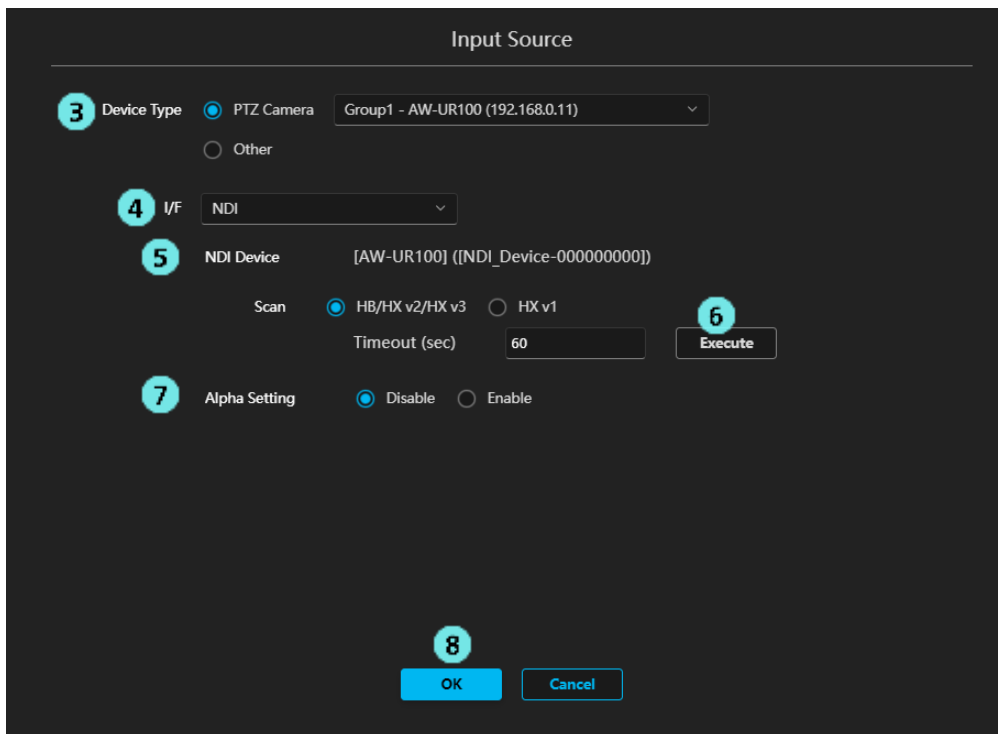 Input Source
3 Device Type PTZ Camera Group1 - AW-UR100 (192.168.0.11)
Other
4 I/F NDI
5 NDI Device [AW-UR100] ([NDI_Device-000000000])
Scan HB/HX v2/HX v3 HX v1 6
Timeout (sec) 60 Execute
7 Alpha Setting Disable Enable
8
OK Cancel